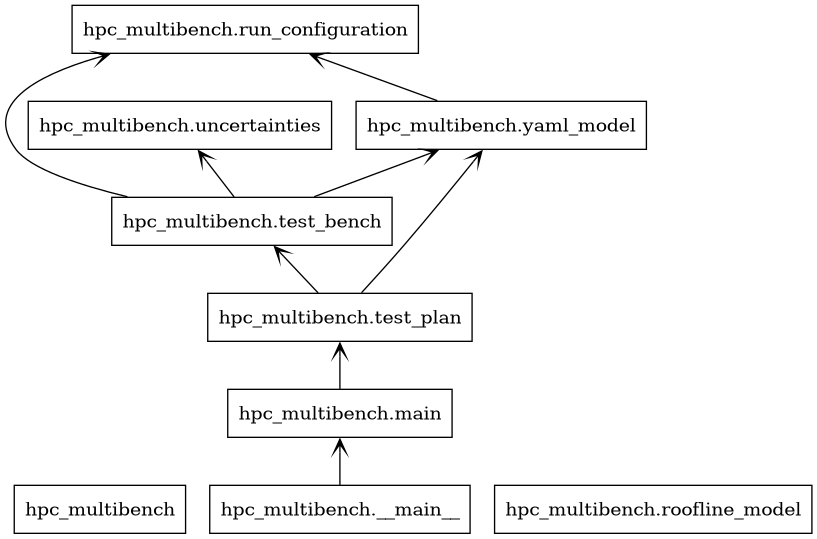 hpc_multibench.run_configuration
hpc_multibench.uncertainties
hpc_multibench.yaml_model
hpc_multibench.test_bench
hpc_multibench.test_plan
hpc_multibench.main
hpc_multibench
hpc_multibench.__main__
hpc_multibench.roofline_model